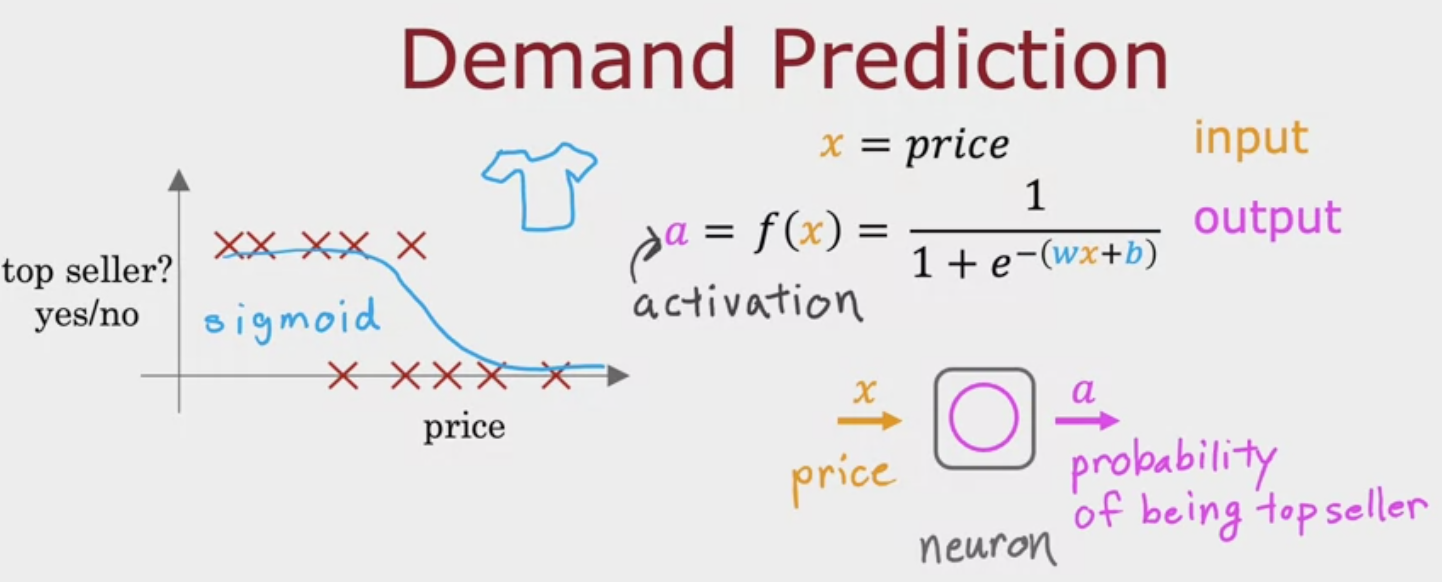 Demand Prediction
x = price
input
a = f(x) = 1 / (1 + e^−(wx+b))
output
activation
top seller?
yes/no
sigmoid
price
x
price
neuron
a
probability
of being top seller